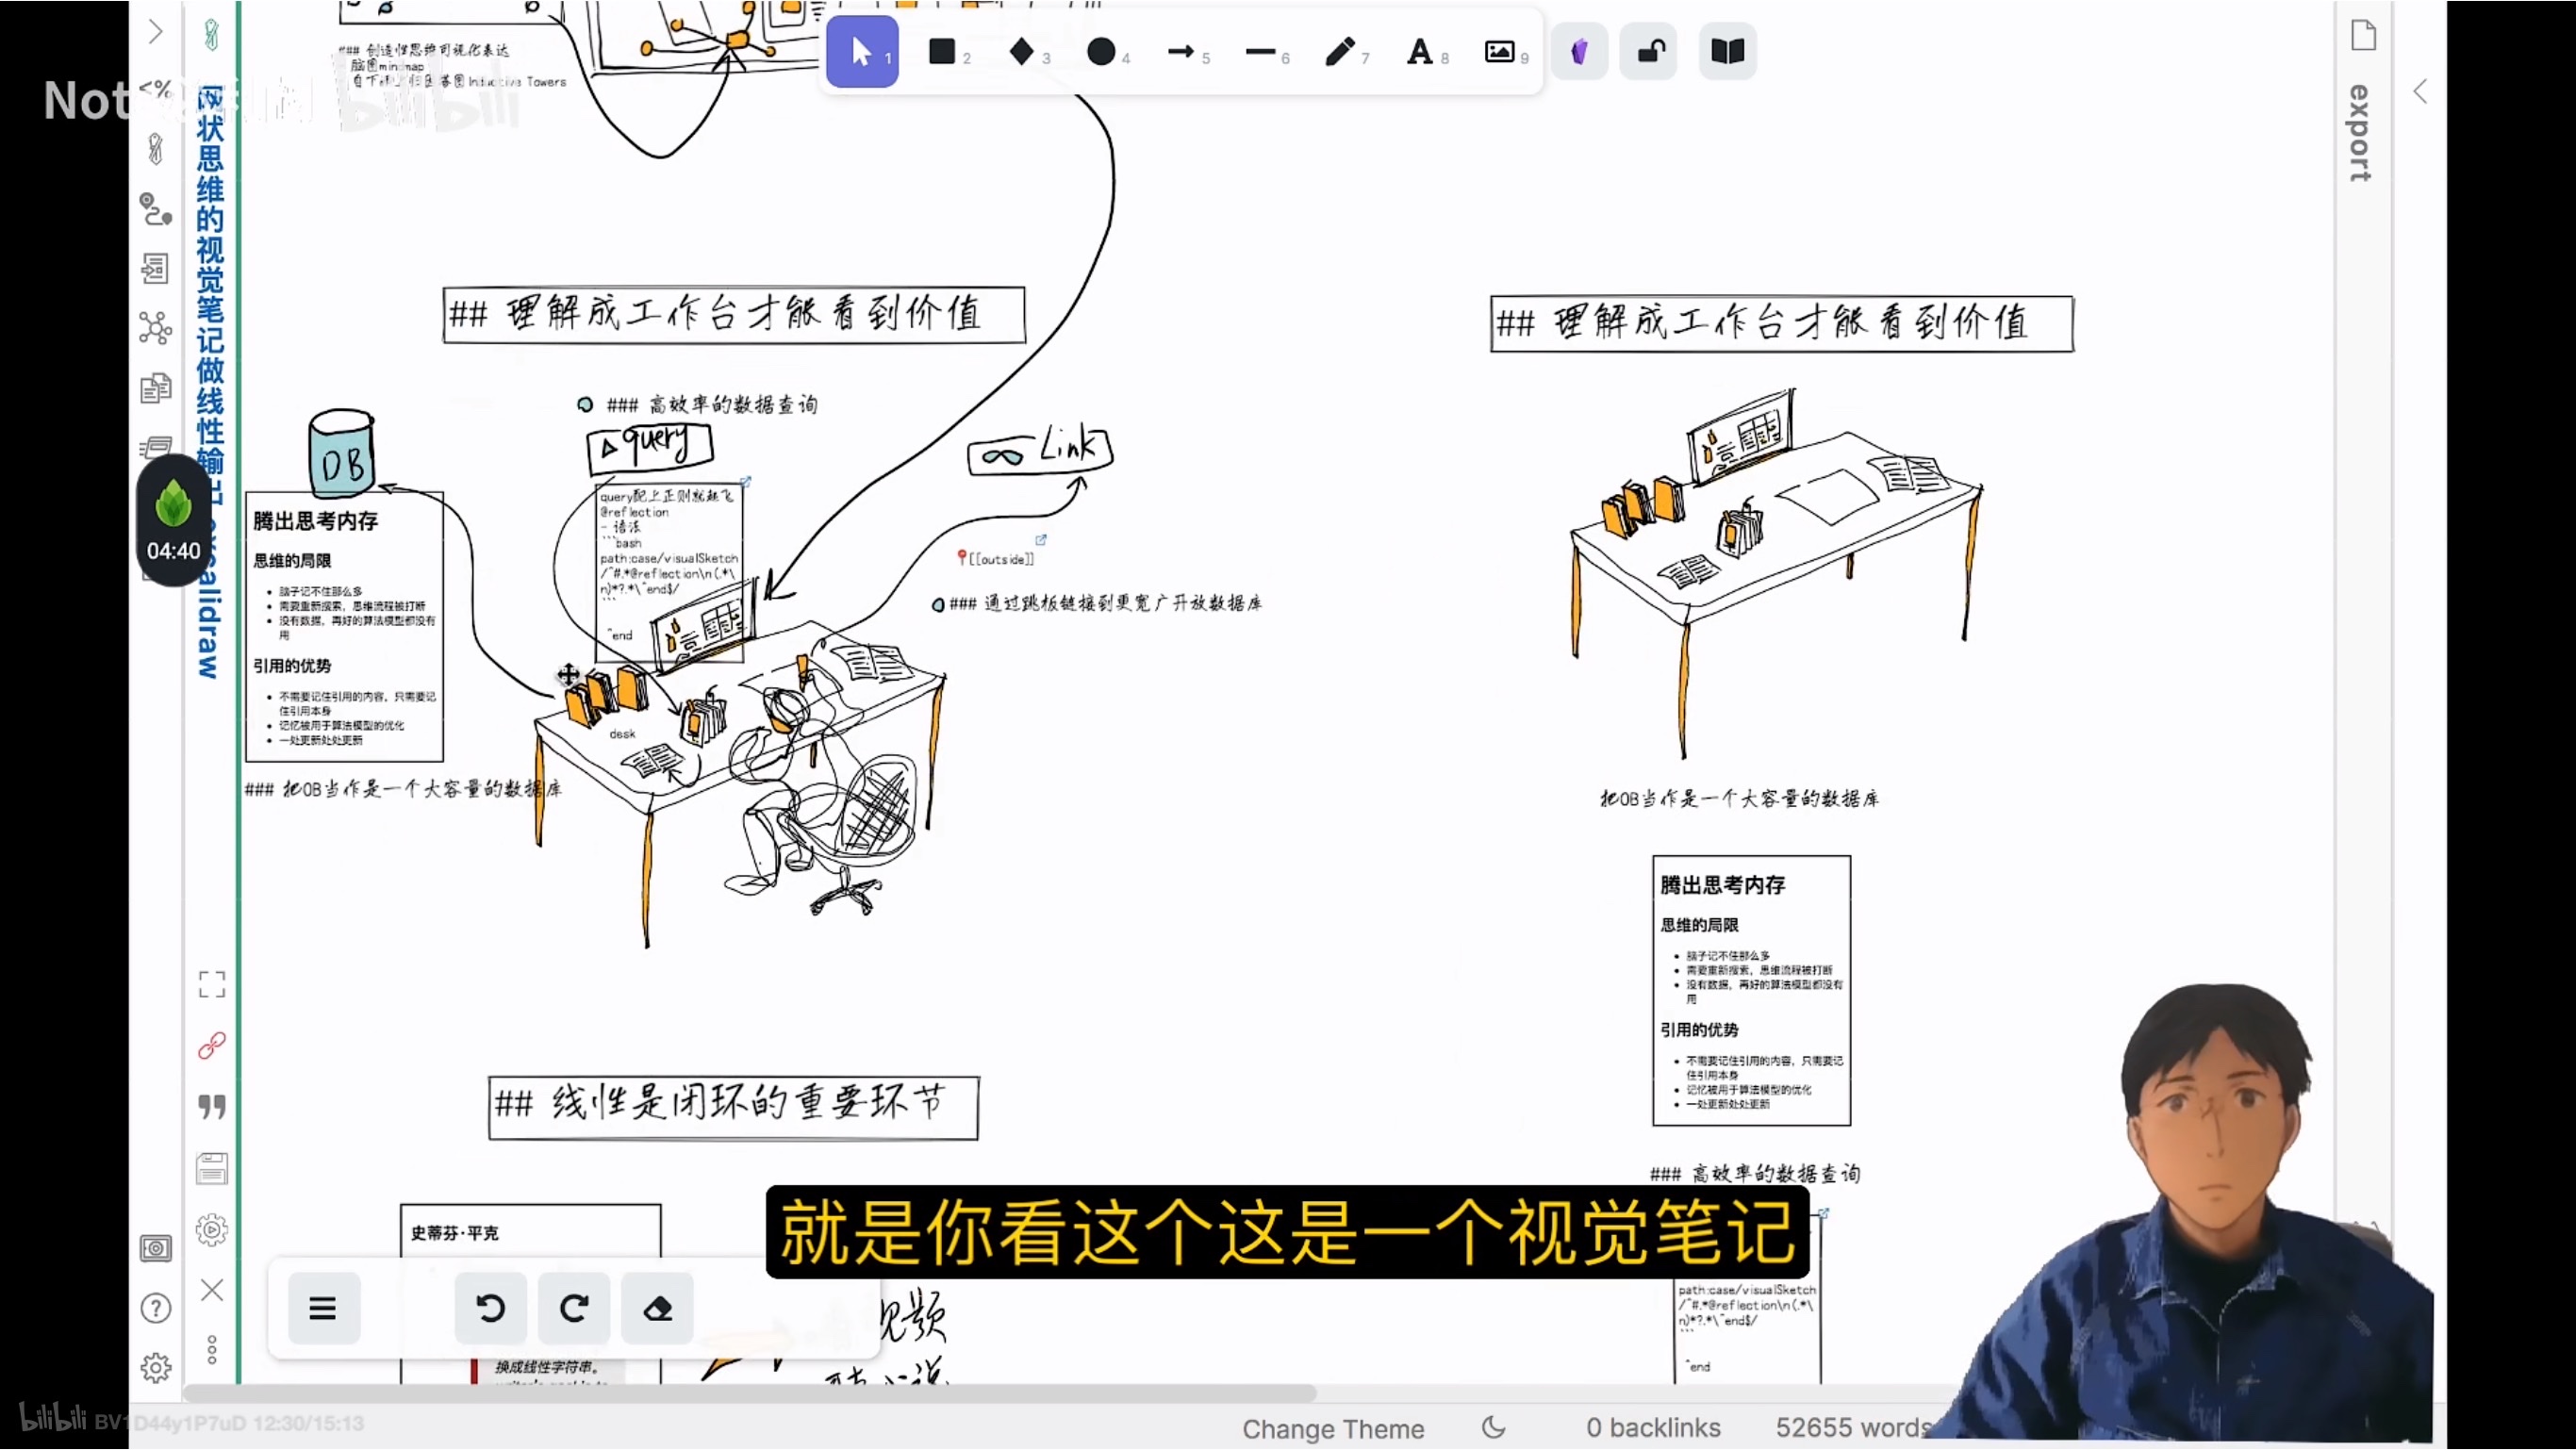 ### 创造性思维可视化表达
脑图mindmap
Inductive Towers
bilibili
1
2
3
4
5
6
A 8
7
9
export
网状思维的视觉笔记做线性输出 excalidraw
## 理解成工作台才能看到价值
## 理解成工作台才能看到价值
### 高效率的数据查询
query
Link
DB
query配上正则就起飞
@reflection
- 语法
```bash
path:case/visualSketch
/^#.*@reflection\n(.*\
n)*?.*\^end$/
```
^end
[[outside]]
### 通过跳板链接到更宽广开放数据库
04:40
腾出思考内存
思维的局限
脑子记不住那么多
需要重新搜索，思维流程被打断
没有数据，再好的算法模型都没有
用
引用的优势
不需要记住引用的内容，只需要记
住引用本身
记忆被用于算法模型的优化
一处更新处处更新
desk
### 把OB当作是一个大容量的数据库
把OB当作是一个大容量的数据库
腾出思考内存
思维的局限
脑子记不住那么多
需要重新搜索，思维流程被打断
没有数据，再好的算法模型都没有
用
引用的优势
不需要记住引用的内容，只需要记
住引用本身
记忆被用于算法模型的优化
一处更新处处更新
## 线性是闭环的重要环节
### 高效率的数据查询
史蒂芬·平克
就是你看这个这是一个视觉笔记
path:case/visualSketch
/^#.*@reflection\n(.*\
n)*?.*\^end$/
```
^end
换成线性字符串。
bilibili BV1D44y1P7uD 12:30/15:13
Change Theme
0 backlinks
52655 words